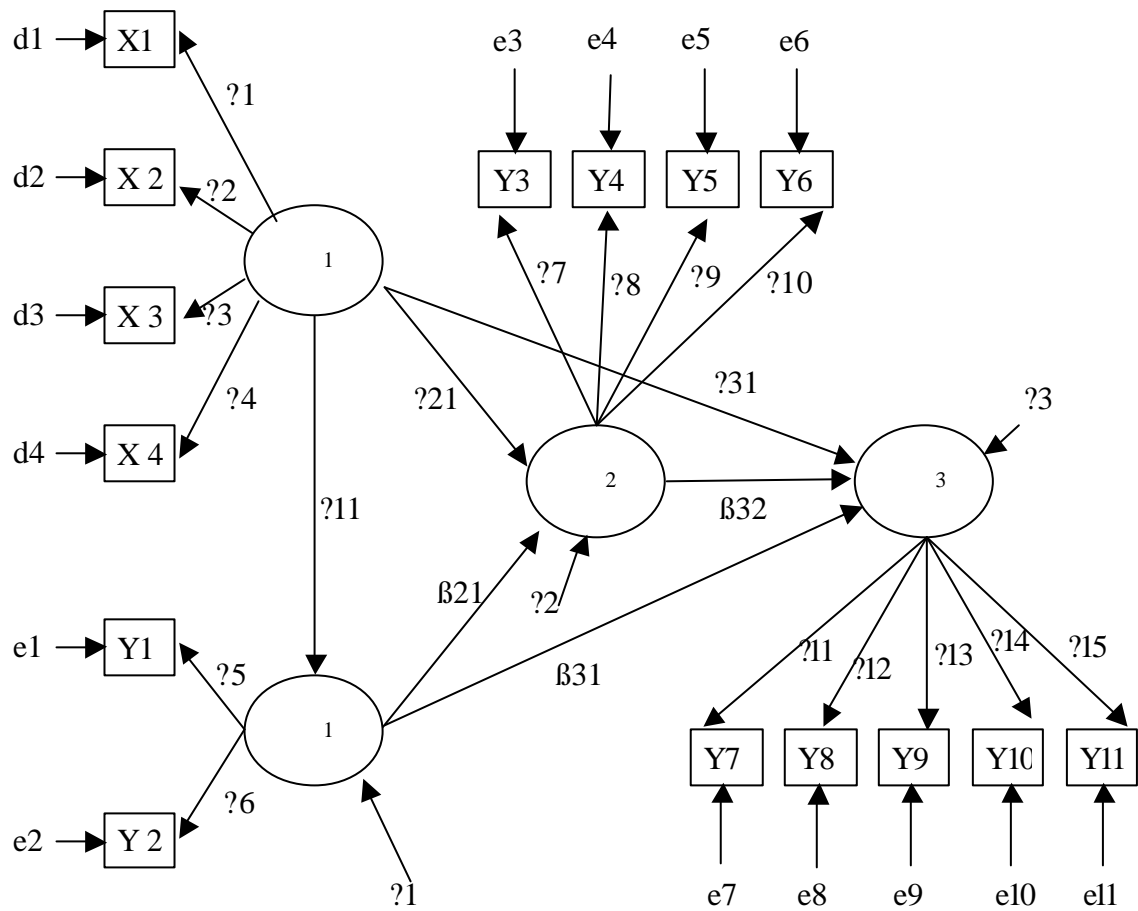 d1 X1
e3 e4 e5 e6
?1
d2 X 2 ?2
Y3 Y4 Y5 Y6
1
?7 ?8 ?9 ?10
d3 X 3 ?3
?4 ?21 ?31 ?3
d4 X 4
2 3
?11 ß32
ß21 ?2
e1 Y1 ?5
ß31
?11 ?12 ?13 ?14 ?15
1
Y7 Y8 Y9 Y10 Y11
?6
e2 Y 2
?1
e7 e8 e9 e10 e11